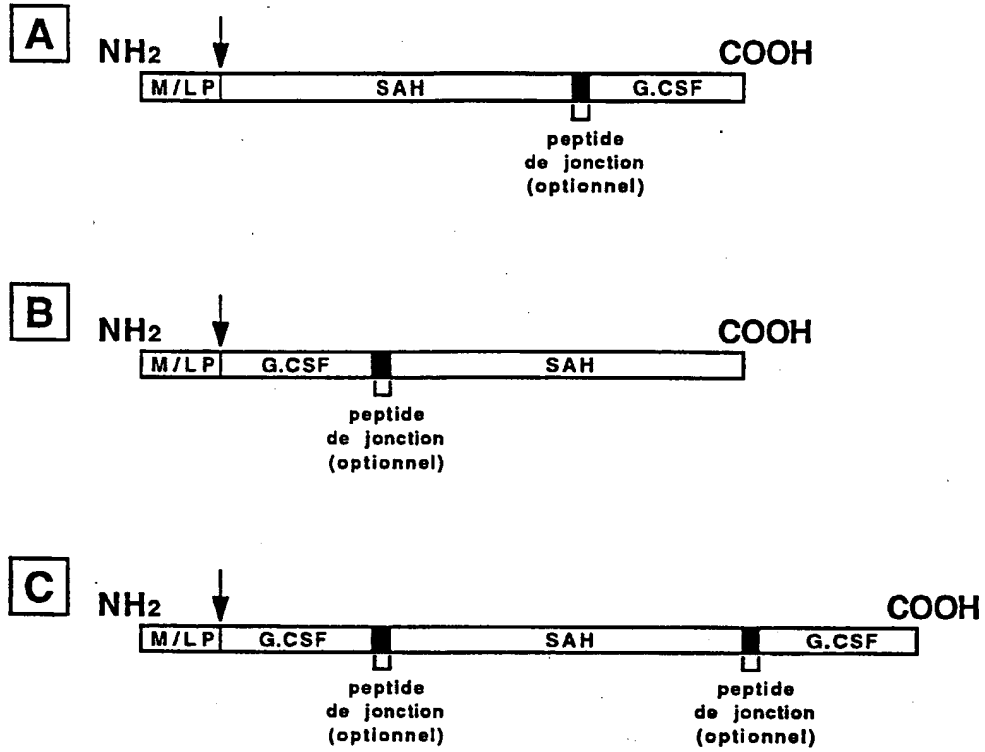 A
NH2 COOH
M/LP SAH G.CSF
peptide
de jonction
(optionnel)
B
NH2 COOH
M/LP G.CSF SAH
peptide
de jonction
(optionnel)
C
NH2 COOH
M/LP G.CSF SAH G.CSF
peptide peptide
de jonction de jonction
(optionnel) (optionnel)